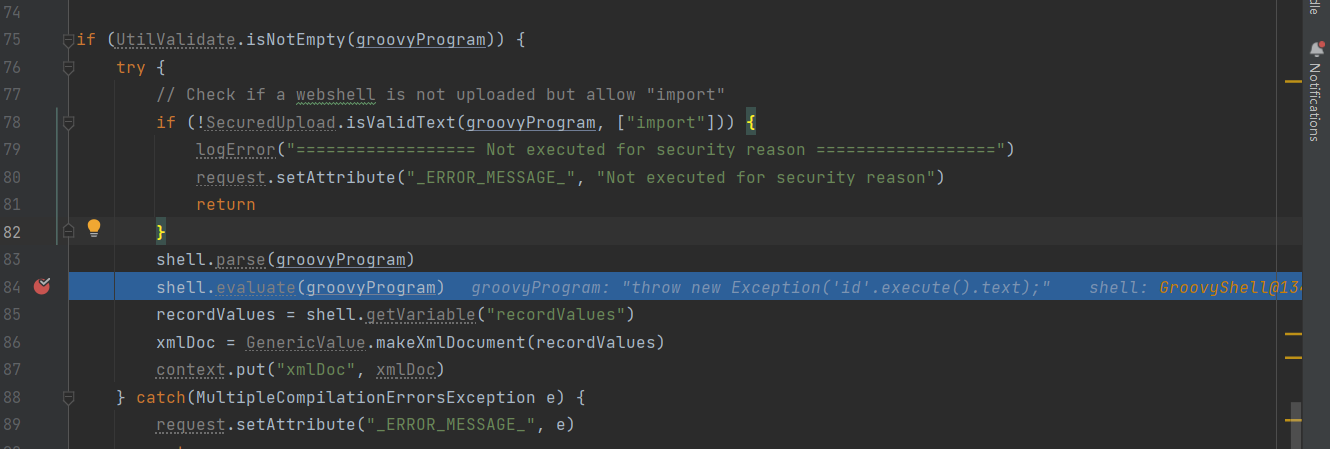 74
75 if (UtilValidate.isNotEmpty(groovyProgram)) {
76 try {
77 // Check if a webshell is not uploaded but allow "import"
78 if (!SecuredUpload.isValidText(groovyProgram, ["import"])) {
79 logError("================== Not executed for security reason ==================")
80 request.setAttribute("_ERROR_MESSAGE_", "Not executed for security reason")
81 return
82 }
83 shell.parse(groovyProgram)
84 shell.evaluate(groovyProgram) groovyProgram: "throw new Exception('id'.execute().text);" shell: GroovyShell@13
85 recordValues = shell.getVariable("recordValues")
86 xmlDoc = GenericValue.makeXmlDocument(recordValues)
87 context.put("xmlDoc", xmlDoc)
88 } catch(MultipleCompilationErrorsException e) {
89 request.setAttribute("_ERROR_MESSAGE_", e)
Notifications